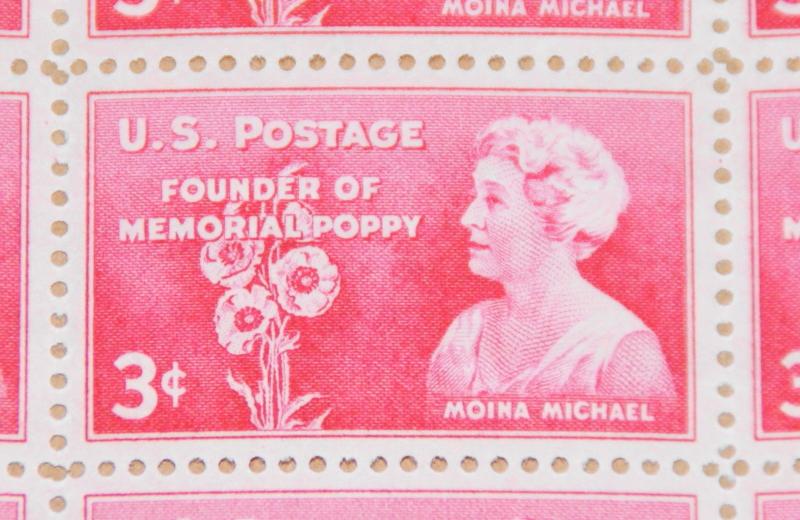 MOINA MICHAEL
U.S. POSTAGE
FOUNDER OF
MEMORIAL POPPY
3¢
MOINA MICHAEL